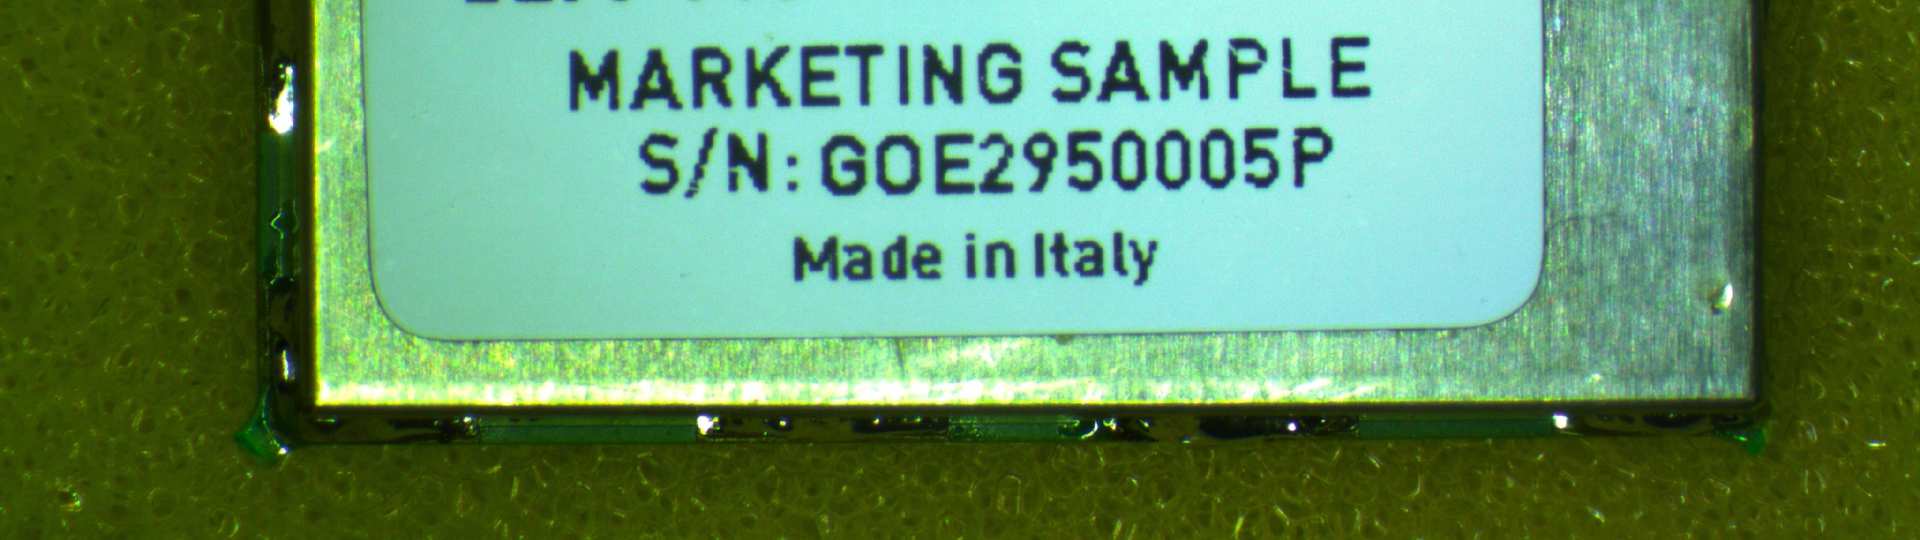 MARKETING SAMPLE
S/N: GOE2950005P
Made in Italy